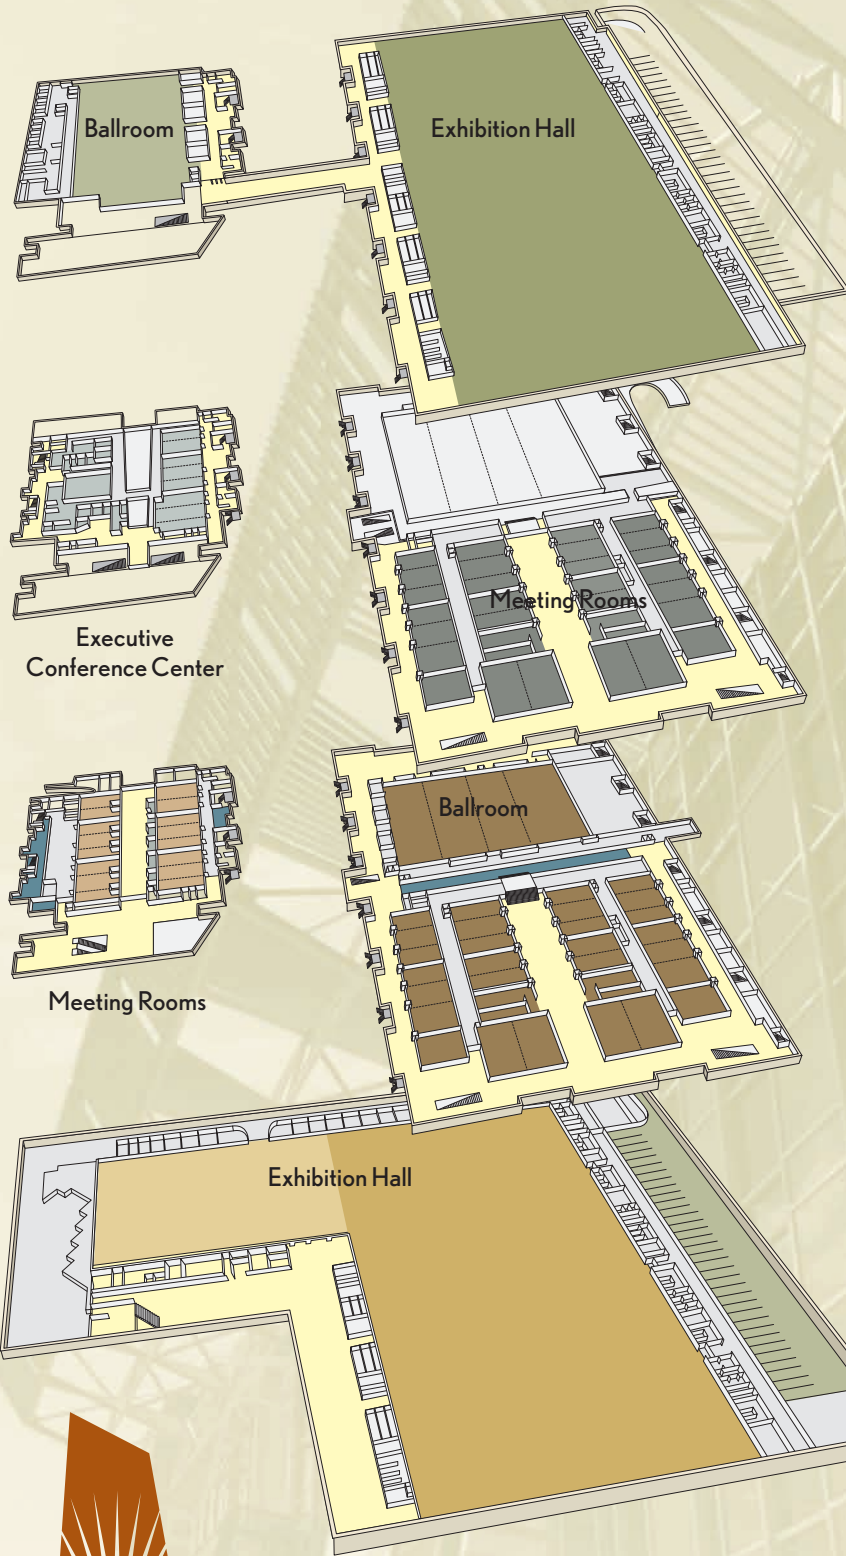 Ballroom
Exhibition Hall
Meeting Rooms
Executive
Conference Center
Ballroom
Meeting Rooms
Exhibition Hall